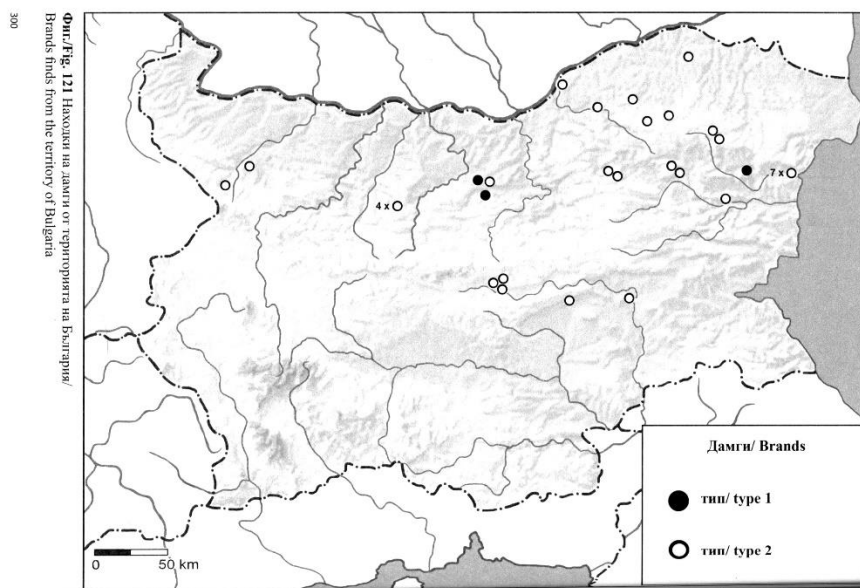 300
Фиг./Fig. 121 Находки на дамги от територията на България/
Brands finds from the territory of Bulgaria
4 x
7 x
Дамги/ Brands
тип/ type 1
тип/ type 2
0 50 km